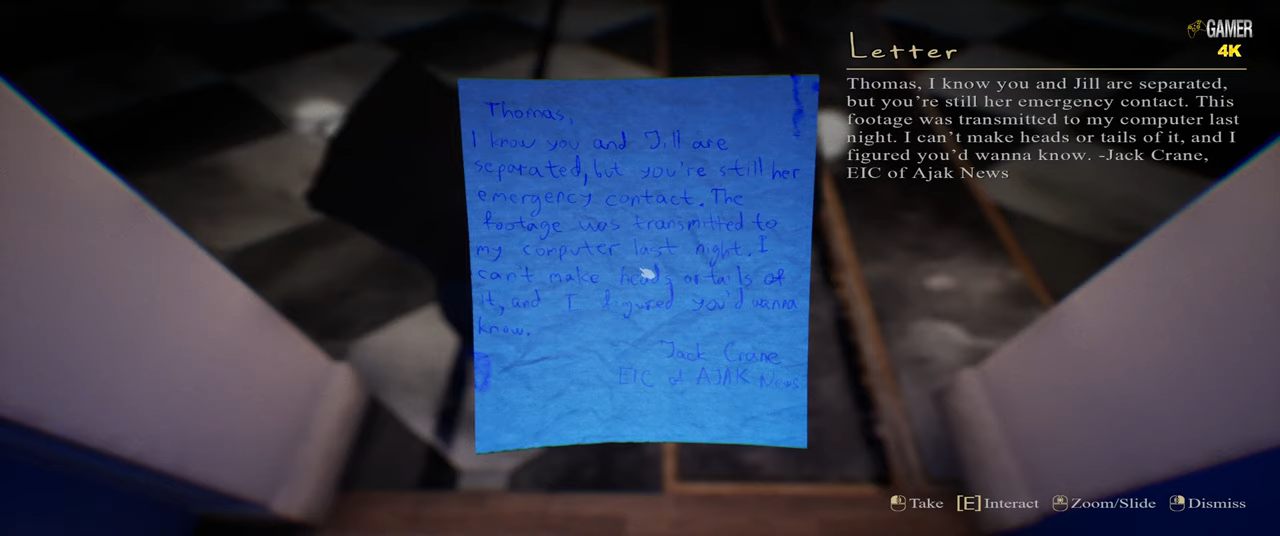 GAMER
4K
Letter
Thomas, I know you and Jill are separated,
but you're still her emergency contact. This
footage was transmitted to my computer last
night. I can't make heads or tails of it, and I
figured you'd wanna know. -Jack Crane,
EIC of Ajak News
Thomas,
I know you and Jill are
seperated, but you're still her
emergency contact. The
footage was transmitted to
my computer last night. I
can't make heads or tails of
it, and I figured you'd wanna
know.
Jack Crane
EIC of AJAK News
Take [E] Interact Zoom/Slide Dismiss